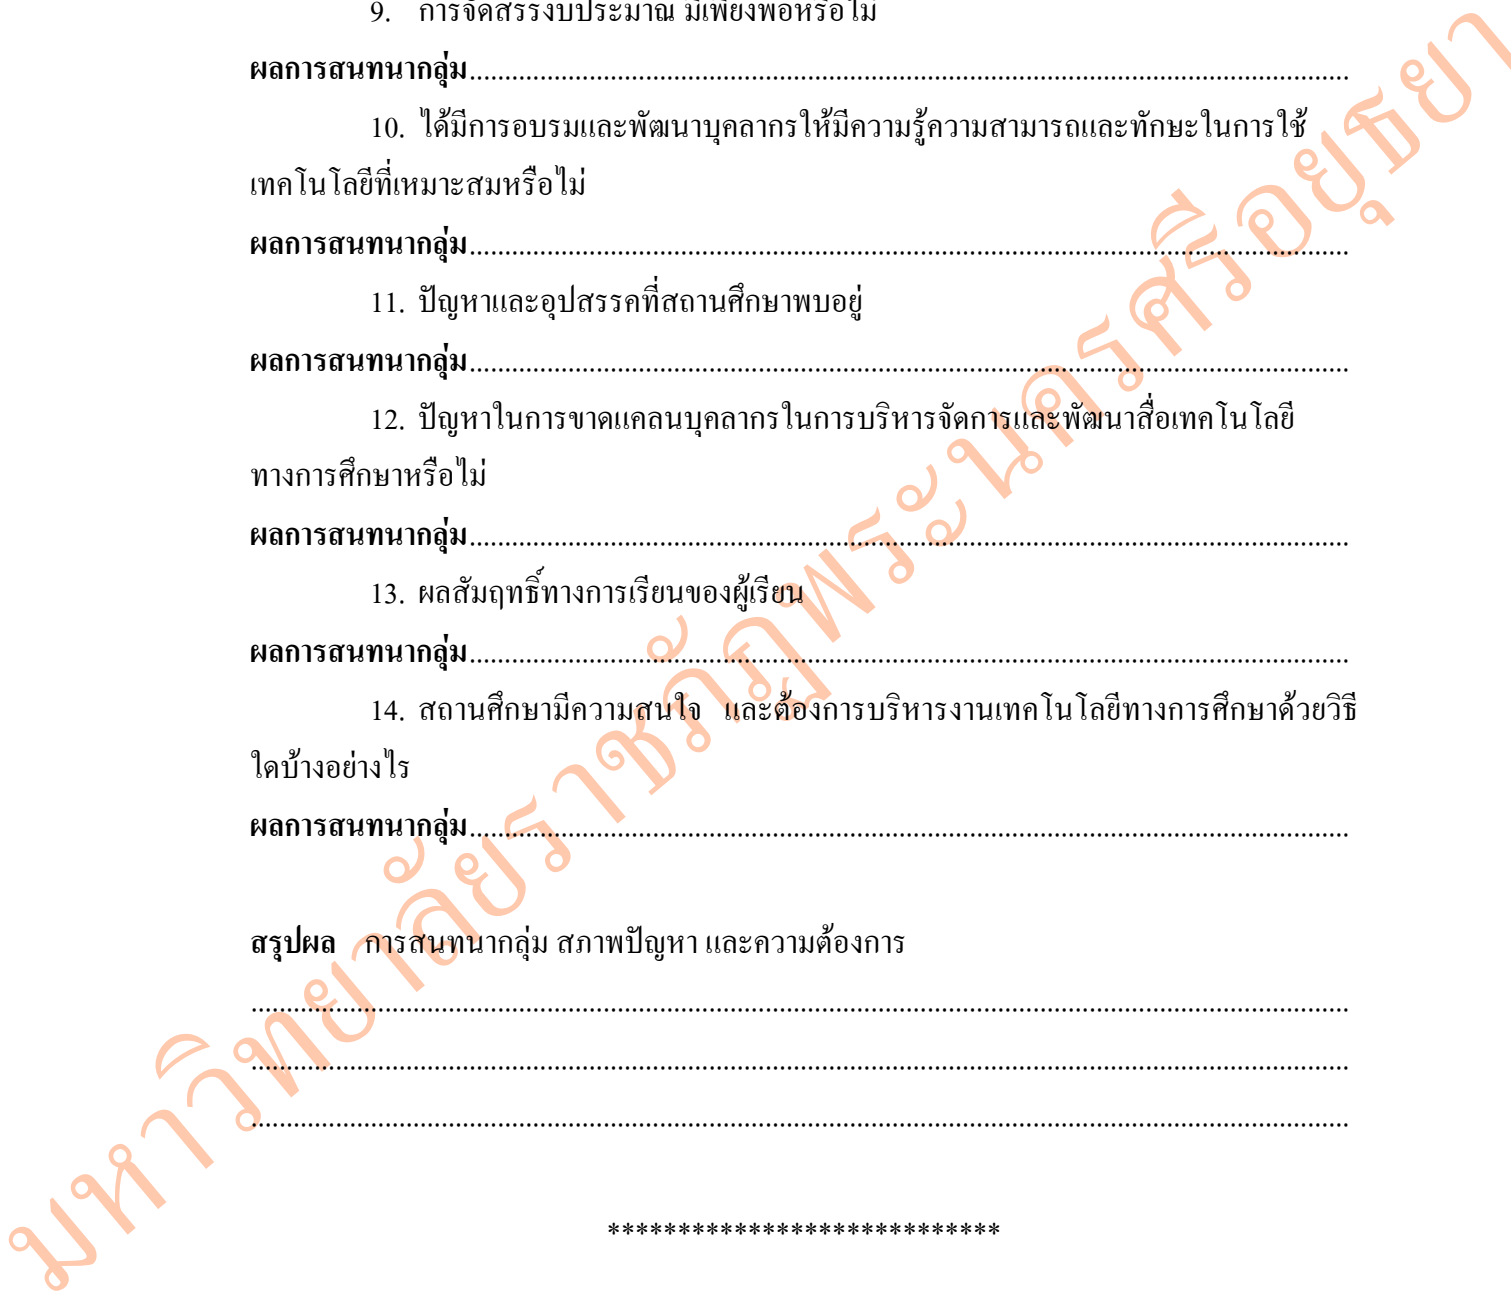 9. การจัดสรรงบประมาณ มีเพียงพอหรือไม่
ผลการสนทนากลุ่ม............................................................................................................................
10. ได้มีการอบรมและพัฒนาบุคลากรให้มีความรู้ความสามารถและทักษะในการใช้
เทคโนโลยีที่เหมาะสมหรือไม่
ผลการสนทนากลุ่ม............................................................................................................................
11. ปัญหาและอุปสรรคที่สถานศึกษาพบอยู่
ผลการสนทนากลุ่ม............................................................................................................................
12. ปัญหาในการขาดแคลนบุคลากรในการบริหารจัดการและพัฒนาสื่อเทคโนโลยี
ทางการศึกษาหรือไม่
ผลการสนทนากลุ่ม............................................................................................................................
13. ผลสัมฤทธิ์ทางการเรียนของผู้เรียน
ผลการสนทนากลุ่ม............................................................................................................................
14. สถานศึกษามีความสนใจ และต้องการบริหารงานเทคโนโลยีทางการศึกษาด้วยวิธี
ใดบ้างอย่างไร
ผลการสนทนากลุ่ม............................................................................................................................
สรุปผล การสนทนากลุ่ม สภาพปัญหา และความต้องการ
...........................................................................................................................................................
...........................................................................................................................................................
...........................................................................................................................................................
****************************
มหาวิทยาลัยราชภัฏพระนครศรีอยุธยา